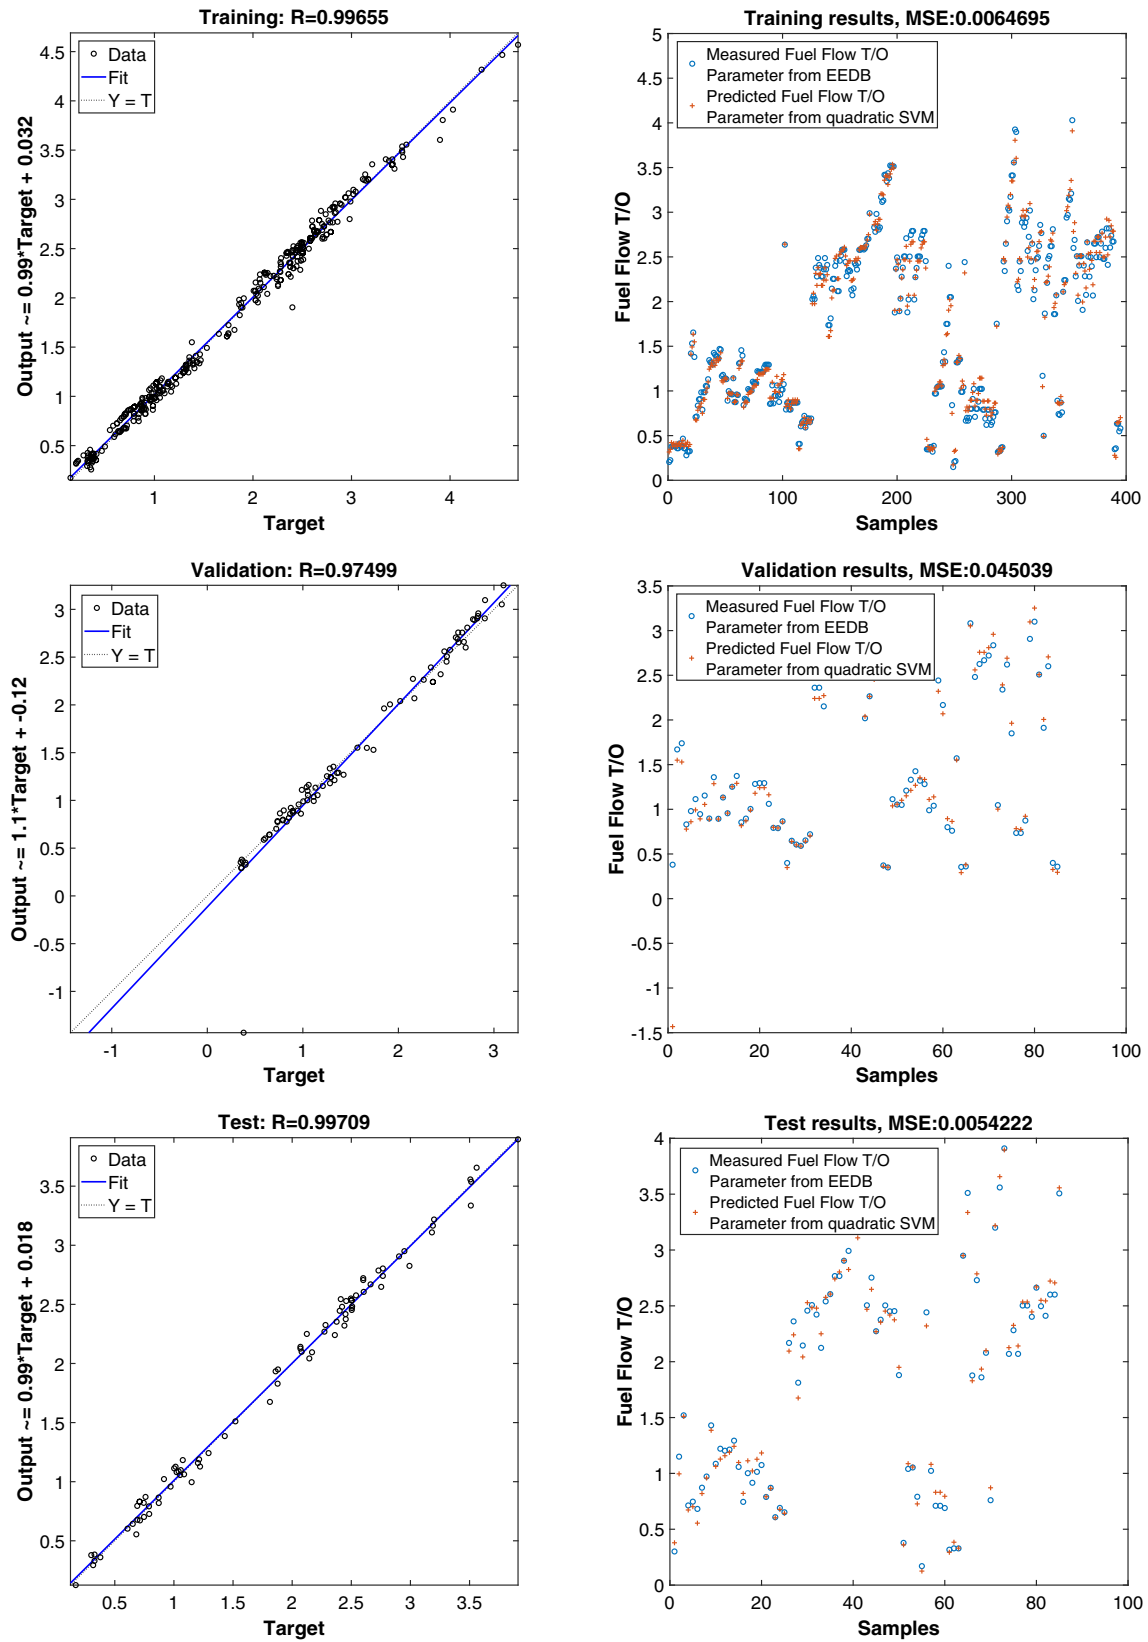 Training: R=0.99655
Output ~= 0.99*Target + 0.032
4.5
4
3.5
3
2.5
2
1.5
1
0.5
Data
Fit
Y = T
1
2
3
4
Target
Training results, MSE:0.0064695
Fuel Flow T/O
5
4.5
4
3.5
3
2.5
2
1.5
1
0.5
0
Measured Fuel Flow T/O
Parameter from EEDB
Predicted Fuel Flow T/O
Parameter from quadratic SVM
0
100
200
300
400
Samples
Validation: R=0.97499
Output ~= 1.1*Target + -0.12
3
2.5
2
1.5
1
0.5
0
-0.5
-1
Data
Fit
Y = T
-1
0
1
2
3
Target
Validation results, MSE:0.045039
Fuel Flow T/O
3.5
3
2.5
2
1.5
1
0.5
0
-0.5
-1
-1.5
Measured Fuel Flow T/O
Parameter from EEDB
Predicted Fuel Flow T/O
Parameter from quadratic SVM
0
20
40
60
80
100
Samples
Test: R=0.99709
Output ~= 0.99*Target + 0.018
3.5
3
2.5
2
1.5
1
0.5
Data
Fit
Y = T
0.5
1
1.5
2
2.5
3
3.5
Target
Test results, MSE:0.0054222
Fuel Flow T/O
4
3.5
3
2.5
2
1.5
1
0.5
0
Measured Fuel Flow T/O
Parameter from EEDB
Predicted Fuel Flow T/O
Parameter from quadratic SVM
0
20
40
60
80
100
Samples